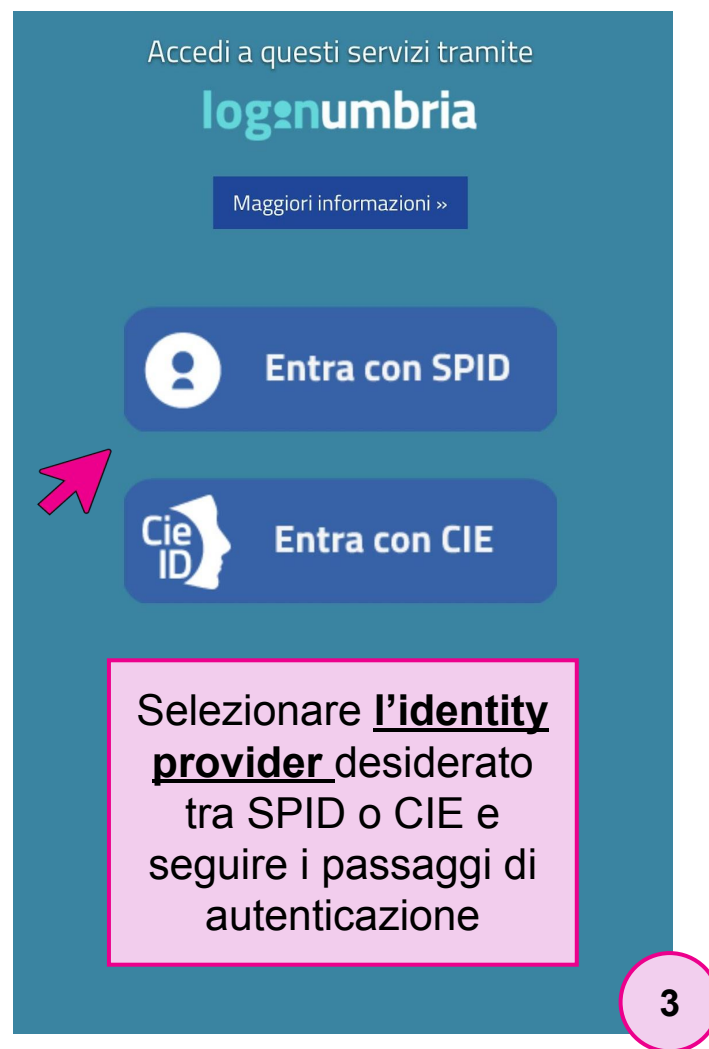 Accedi a questi servizi tramite
loginumbria
Maggiori informazioni »
Entra con SPID
Cie
ID
Entra con CIE
Selezionare l’identity
provider desiderato
tra SPID o CIE e
seguire i passaggi di
autenticazione
3